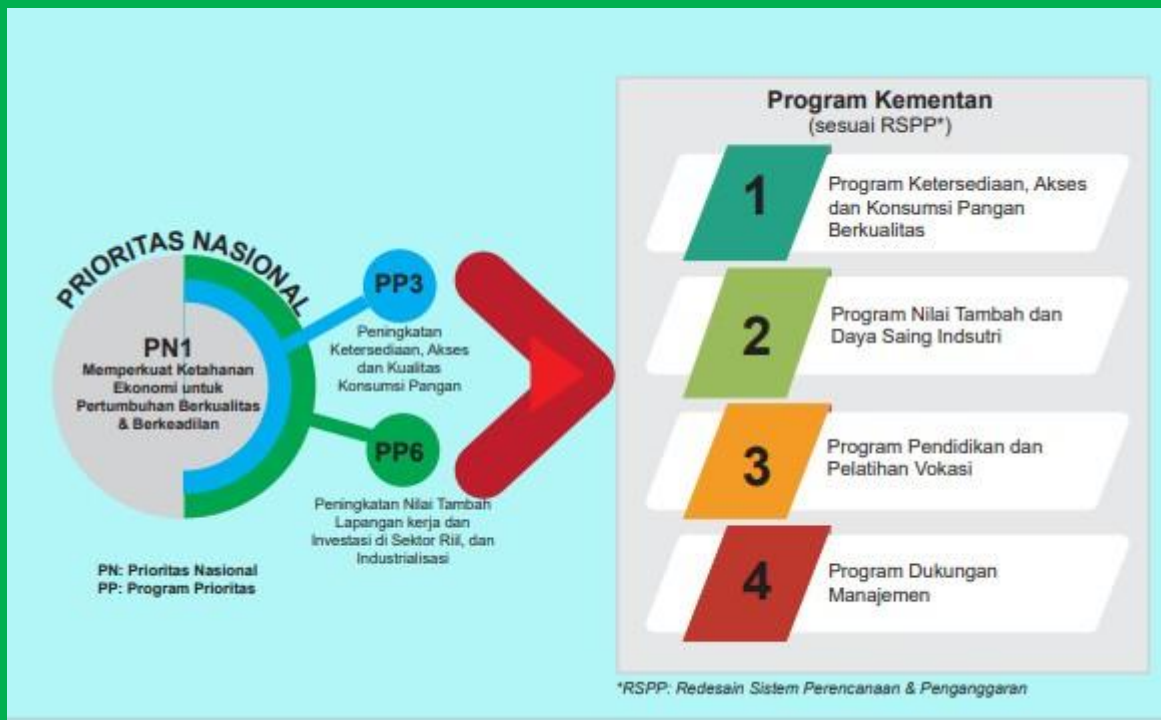 PRIORITAS NASIONAL
PN1
Memperkuat Ketahanan
Ekonomi untuk
Pertumbuhan Berkualitas
& Berkeadilan
PP3
Peningkatan
Ketersediaan, Akses
dan Kualitas
Konsumsi Pangan
PP6
Peningkatan Nilai Tambah
Lapangan kerja dan
Investasi di Sektor Riil, dan
Industrialisasi
PN: Prioritas Nasional
PP: Program Prioritas
Program Kementan
(sesuai RSPP*)
1
Program Ketersediaan, Akses
dan Konsumsi Pangan
Berkualitas
2
Program Nilai Tambah dan
Daya Saing Indsutri
3
Program Pendidikan dan
Pelatihan Vokasi
4
Program Dukungan
Manajemen
*RSPP: Redesain Sistem Perencanaan & Penganggaran